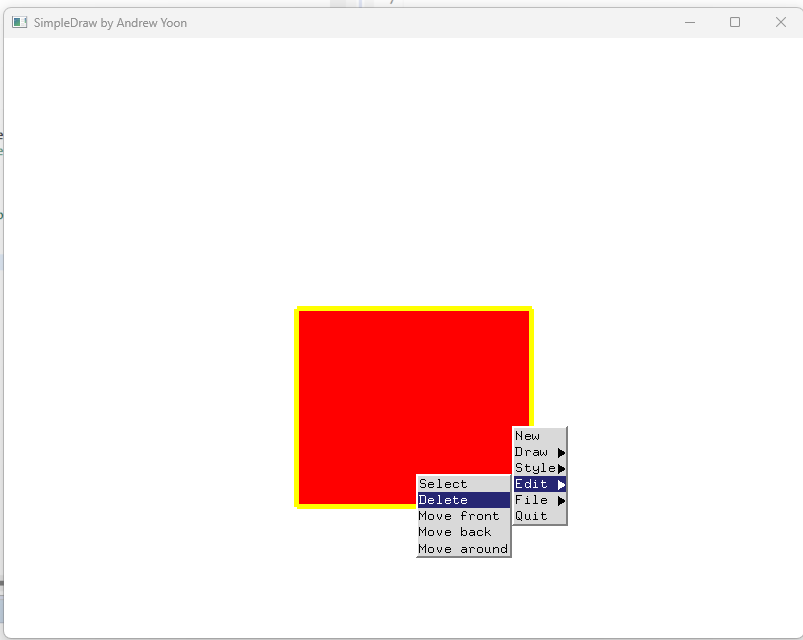 SimpleDraw by Andrew Yoon
New
Draw
Style
Edit
File
Quit
Select
Delete
Move front
Move back
Move around